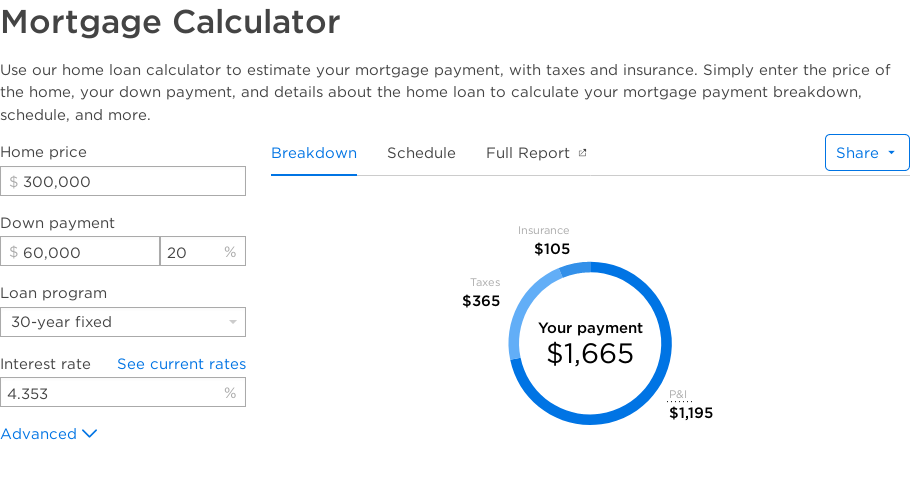 Mortgage Calculator
Use our home loan calculator to estimate your mortgage payment, with taxes and insurance. Simply enter the price of
the home, your down payment, and details about the home loan to calculate your mortgage payment breakdown,
schedule, and more.
Home price
$ 300,000
Down payment
$ 60,000 20 %
Loan program
30-year fixed
Interest rate See current rates
4.353 %
Advanced
Breakdown Schedule Full Report Share
Insurance
$105
Taxes
$365
Your payment
$1,665
P&I
$1,195